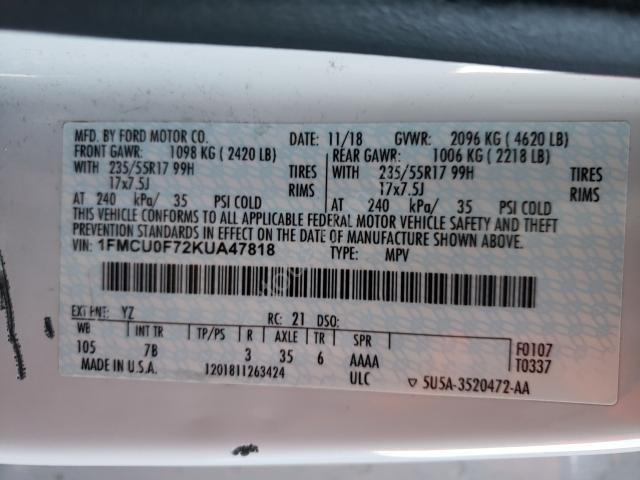 MFD. BY FORD MOTOR CO. DATE: 11/18 GVWR: 2096 KG ( 4620 LB)
FRONT GAWR: 1098 KG ( 2420 LB) REAR GAWR: 1006 KG ( 2218 LB)
WITH 235/55R17 99H TIRES WITH 235/55R17 99H TIRES
17x7.5J RIMS 17x7.5J RIMS
AT 240 kPa/ 35 PSI COLD AT 240 kPa/ 35 PSI COLD
THIS VEHICLE CONFORMS TO ALL APPLICABLE FEDERAL MOTOR VEHICLE SAFETY AND THEFT
PREVENTION STANDARDS IN EFFECT ON THE DATE OF MANUFACTURE SHOWN ABOVE.
VIN: 1FMCU0F72KUA47818 TYPE: MPV
EXT PNT: YZ RC: 21 DSO:
WB INT TR TP/PS R AXLE TR SPR F0107
105 7B 3 35 6 AAAA T0337
MADE IN U.S.A. 1201811263424 ULC ▽ 5U5A-3520472-AA